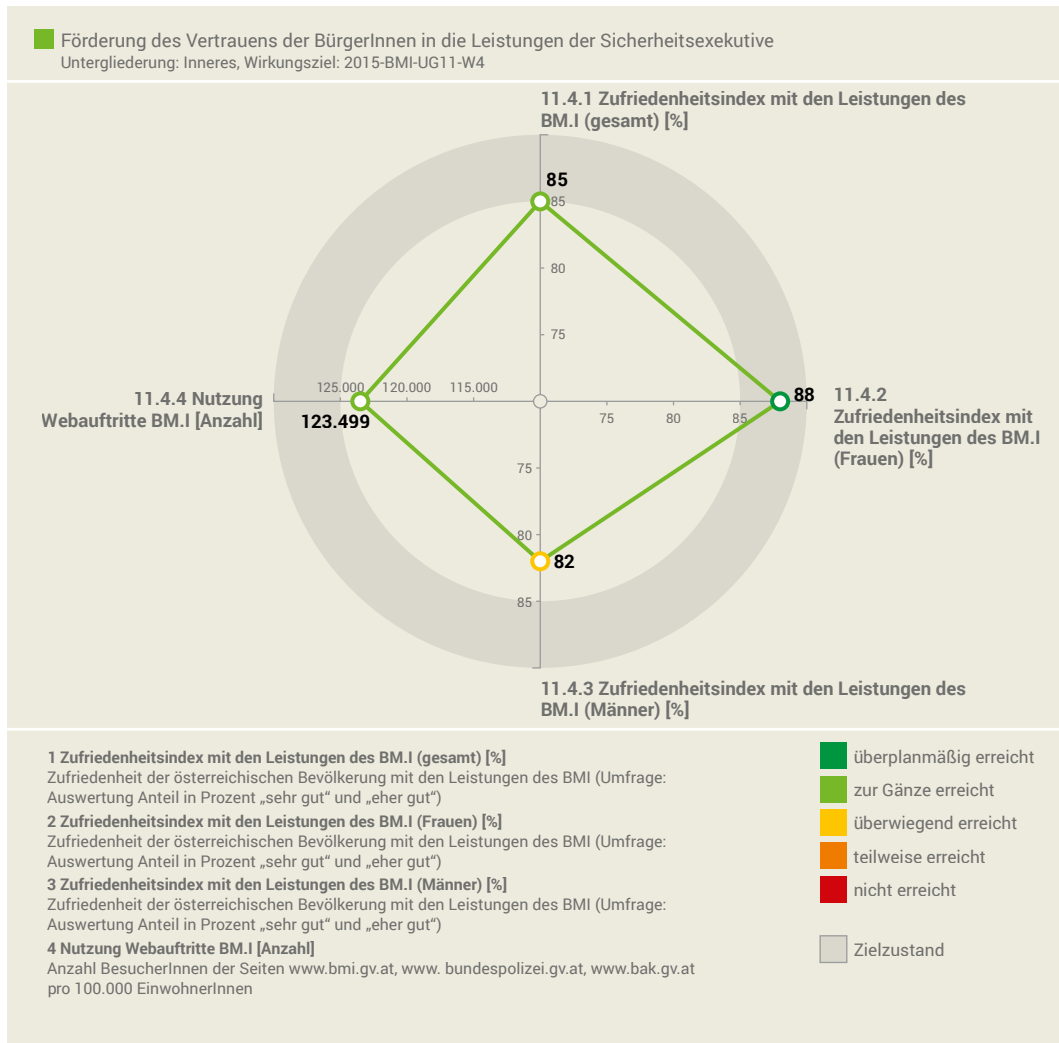 Förderung des Vertrauens der BürgerInnen in die Leistungen der Sicherheitsexekutive
Untergliederung: Inneres, Wirkungsziel: 2015-BMI-UG11-W4
11.4.1 Zufriedenheitsindex mit den Leistungen des
BM.I (gesamt) [%]
85
85
80
75
125.000 120.000 115.000
11.4.4 Nutzung
Webauftritte BM.I [Anzahl]
123.499
75 80 85
88
11.4.2
Zufriedenheitsindex mit
den Leistungen des BM.I
(Frauen) [%]
75
80
82
85
11.4.3 Zufriedenheitsindex mit den Leistungen des
BM.I (Männer) [%]
1 Zufriedenheitsindex mit den Leistungen des BM.I (gesamt) [%]
Zufriedenheit der österreichischen Bevölkerung mit den Leistungen des BMI (Umfrage:
Auswertung Anteil in Prozent „sehr gut“ und „eher gut“)
2 Zufriedenheitsindex mit den Leistungen des BM.I (Frauen) [%]
Zufriedenheit der österreichischen Bevölkerung mit den Leistungen des BMI (Umfrage:
Auswertung Anteil in Prozent „sehr gut“ und „eher gut“)
3 Zufriedenheitsindex mit den Leistungen des BM.I (Männer) [%]
Zufriedenheit der österreichischen Bevölkerung mit den Leistungen des BMI (Umfrage:
Auswertung Anteil in Prozent „sehr gut“ und „eher gut“)
4 Nutzung Webauftritte BM.I [Anzahl]
Anzahl BesucherInnen der Seiten www.bmi.gv.at, www. bundespolizei.gv.at, www.bak.gv.at
pro 100.000 EinwohnerInnen
überplanmäßig erreicht
zur Gänze erreicht
überwiegend erreicht
teilweise erreicht
nicht erreicht
Zielzustand